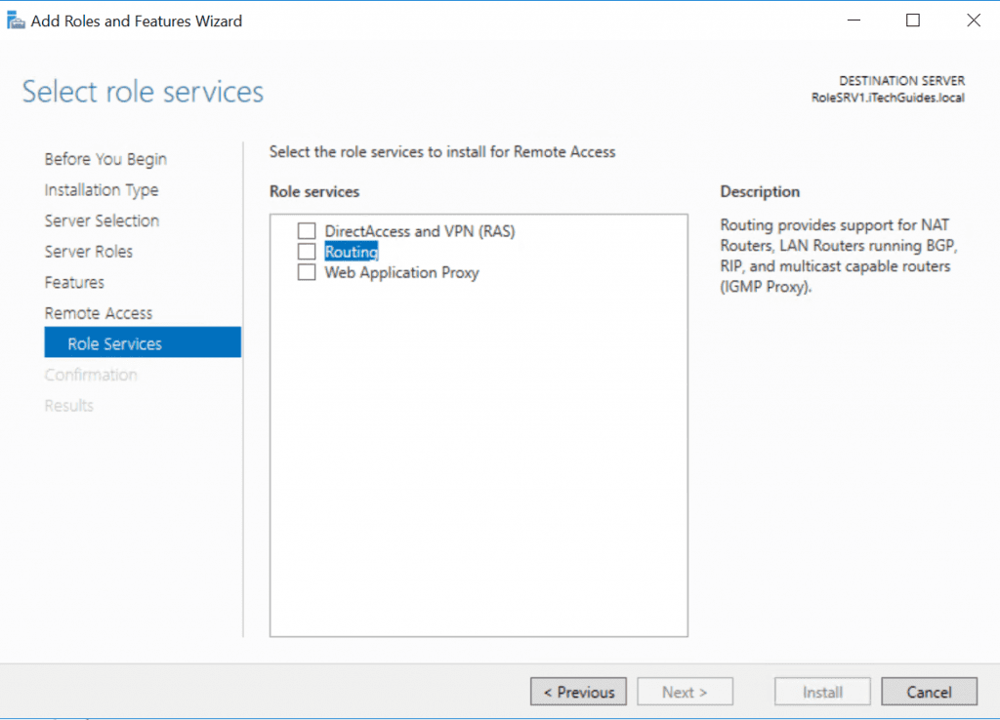 Add Roles and Features Wizard
Select role services
DESTINATION SERVER
RoleSRV1.iTechGuides.local
Before You Begin
Installation Type
Server Selection
Server Roles
Features
Remote Access
Role Services
Confirmation
Results
Select the role services to install for Remote Access
Role services
DirectAccess and VPN (RAS)
Routing
Web Application Proxy
Description
Routing provides support for NAT
Routers, LAN Routers running BGP,
RIP, and multicast capable routers
(IGMP Proxy).
< Previous
Next >
Install
Cancel